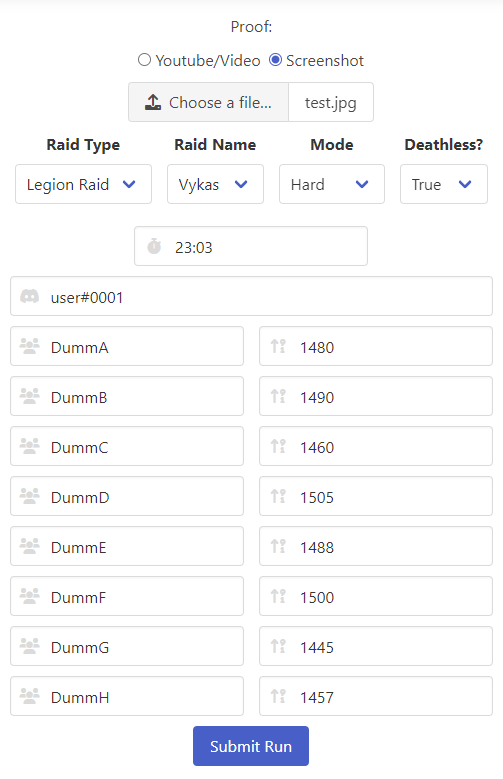 Proof:
Youtube/Video Screenshot
Choose a file... test.jpg
Raid Type Raid Name Mode Deathless?
Legion Raid Vykas Hard True
23:03
user#0001
DummA 1480
DummB 1490
DummC 1460
DummD 1505
DummE 1488
DummF 1500
DummG 1445
DummH 1457
Submit Run